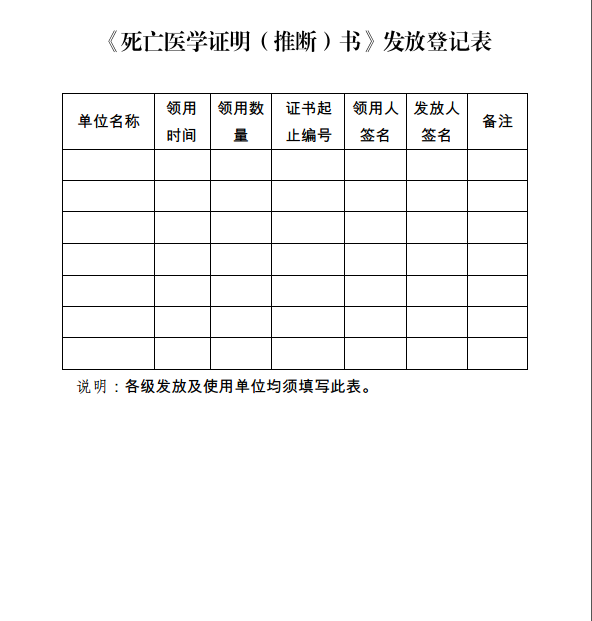 《死亡医学证明（推断）书》发放登记表
单位名称 领用时间 领用数量 证书起止编号 领用人签名 发放人签名 备注
说明：各级发放及使用单位均须填写此表。